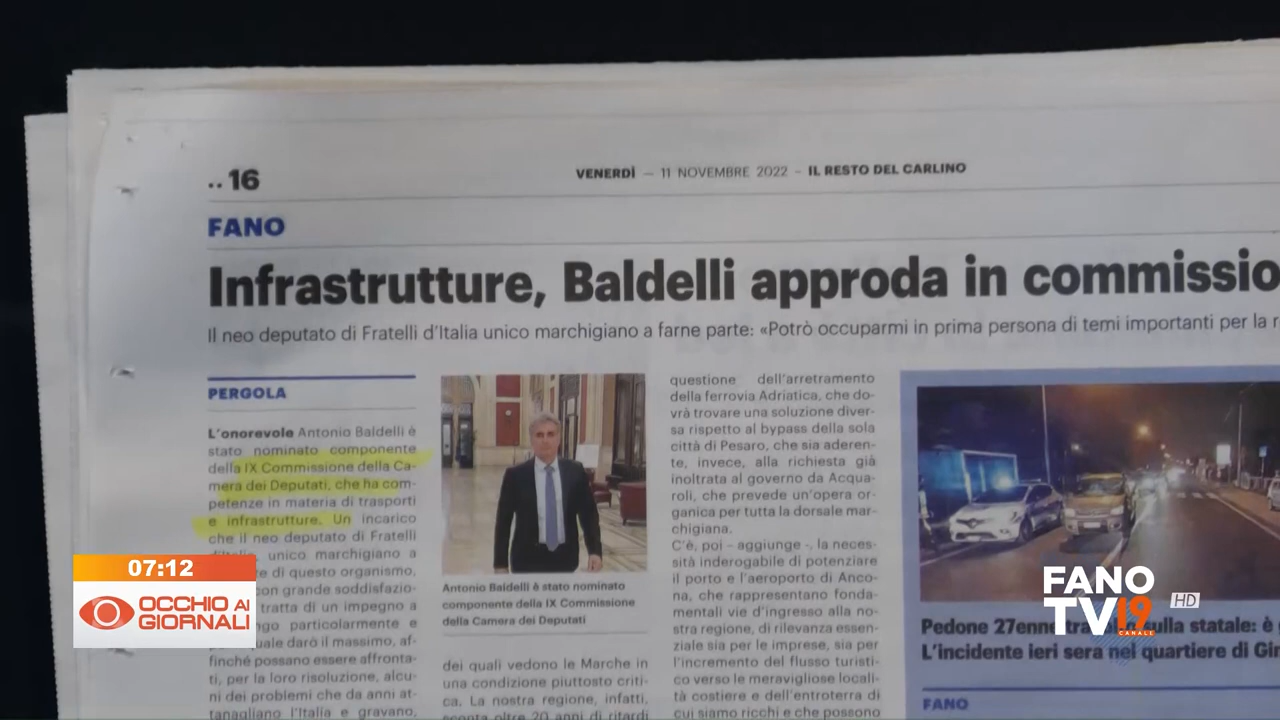 .. 16
VENERDÌ – 11 NOVEMBRE 2022 – IL RESTO DEL CARLINO
FANO
Infrastrutture, Baldelli approda in commissio
Il neo deputato di Fratelli d'Italia unico marchigiano a farne parte: «Potrò occuparmi in prima persona di temi importanti per la r
PERGOLA
L'onorevole Antonio Baldelli è
stato nominato componente
della IX Commissione della Ca-
mera dei Deputati, che ha com-
petenze in materia di trasporti
e infrastrutture. Un incarico
che il neo deputato di Fratelli
d'Italia, unico marchigiano a
di questo organismo,
con grande soddisfazio-
tratta di un impegno a
particolarmente e
darò il massimo, af-
finché possano essere affronta-
ti, per la loro risoluzione, alcu-
ni dei problemi che da anni at-
tanagliano l'Italia e gravano,
Antonio Baldelli è stato nominato
componente della IX Commissione
della Camera dei Deputati
dei quali vedono le Marche in
una condizione piuttosto criti-
ca. La nostra regione, infatti,
sconta oltre 20 anni di ritardi
questione dell'arretramento
della ferrovia Adriatica, che do-
vrà trovare una soluzione diver-
sa rispetto al bypass della sola
città di Pesaro, che sia aderen-
te, invece, alla richiesta già
inoltrata al governo da Acqua-
roli, che prevede un'opera or-
ganica per tutta la dorsale mar-
chigiana.
C'è, poi – aggiunge -, la neces-
sità inderogabile di potenziare
il porto e l'aeroporto di Anco-
na, che rappresentano fonda-
mentali vie d'ingresso alla no-
stra regione, di rilevanza essen-
ziale sia per le imprese, sia per
l'incremento del flusso turisti-
co verso le meravigliose locali-
tà costiere e dell'entroterra di
cui siamo ricchi e che possono
Pedone 27enne sulla statale: è
L'incidente ieri sera nel quartiere di Gi
FANO
07:12
OCCHIO AI
GIORNALI
FANO
TV19
CANALE
HD